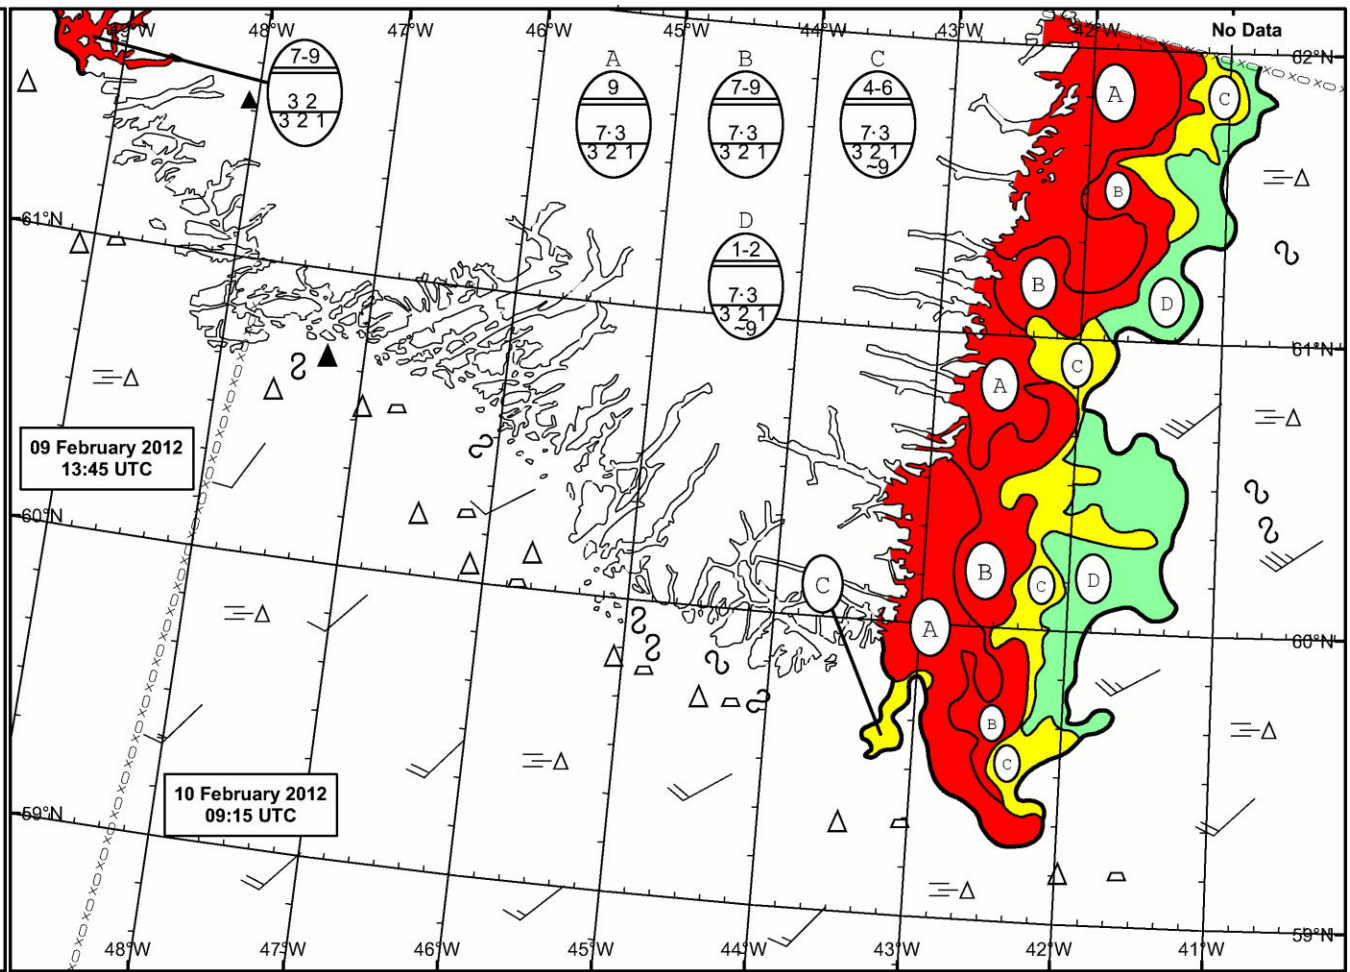 49°W 48°W 47°W 46°W 45°W 44°W 43°W 42°W No Data
62°N
7-9
3 2
3 2 1
A B C
9 7-9 4-6
7·3 7·3 7·3
3 2 1 3 2 1 3 2 1
~9
D
1-2
7·3
3 2 1
~9
A
C
B
61°N
B
D
61°N
C
A
09 February 2012
13:45 UTC
60°N
B
C
D
C
A
60°N
B
C
10 February 2012
09:15 UTC
59°N
59°N
48°W 47°W 46°W 45°W 44°W 43°W 42°W 41°W